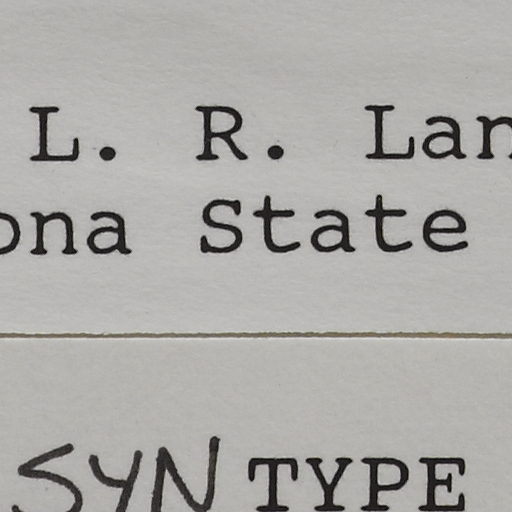 L. R. Lan
ona State
SYN TYPE